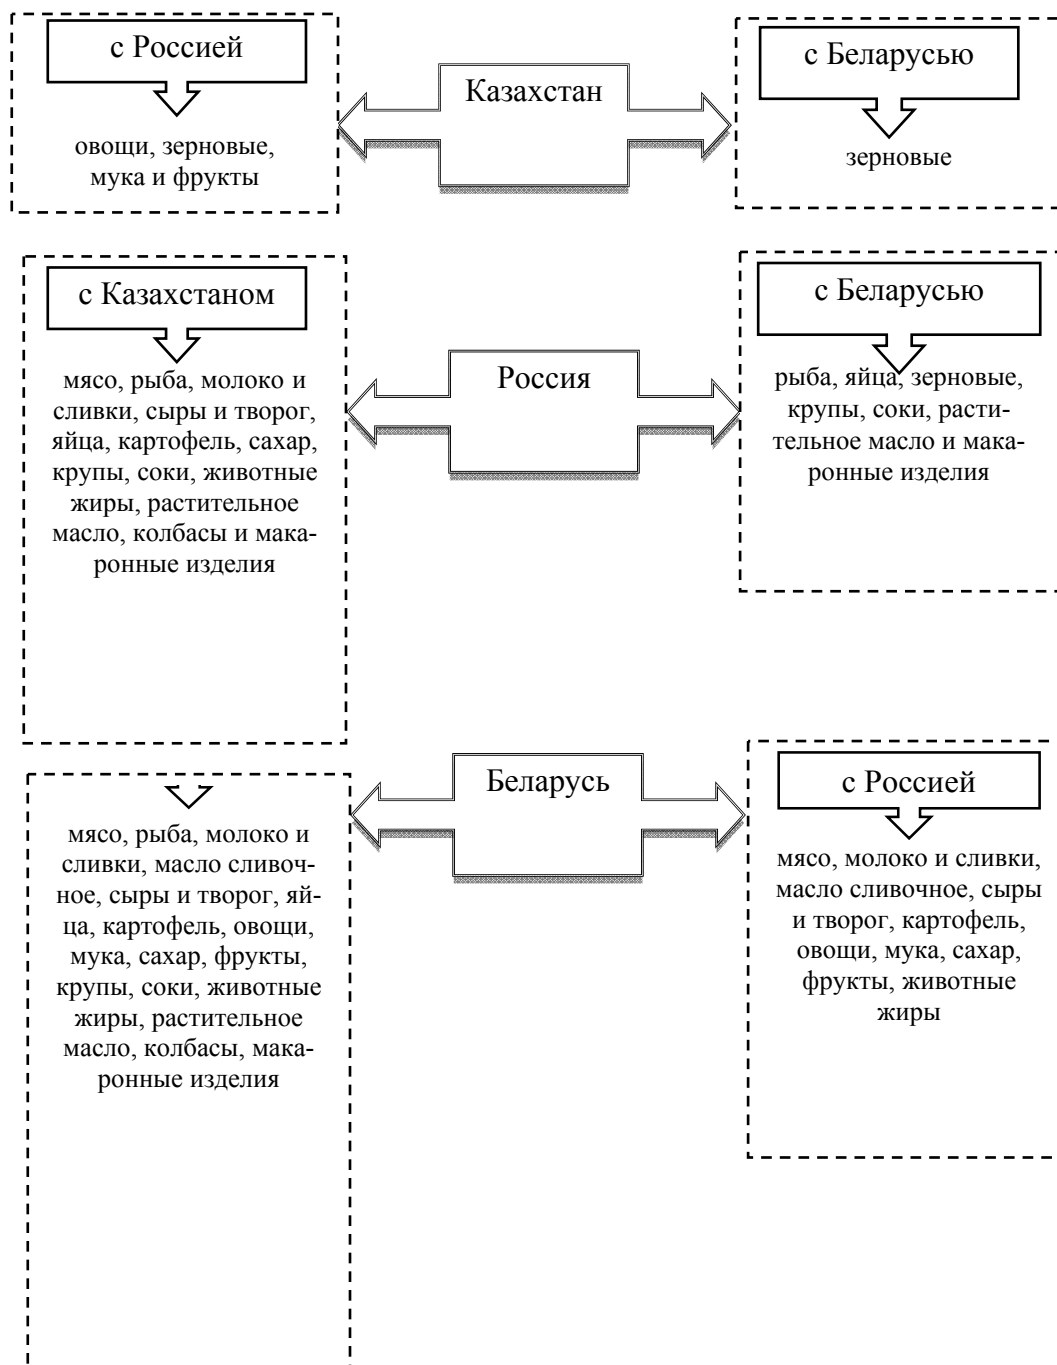 с Россией
овощи, зерновые,
мука и фрукты
Казахстан
с Беларусью
зерновые
с Казахстаном
мясо, рыба, молоко и
сливки, сыры и творог,
яйца, картофель, сахар,
крупы, соки, животные
жиры, растительное
масло, колбасы и мака-
ронные изделия
Россия
с Беларусью
рыба, яйца, зерновые,
крупы, соки, расти-
тельное масло и мака-
ронные изделия
мясо, рыба, молоко и
сливки, масло сливоч-
ное, сыры и творог, яй-
ца, картофель, овощи,
мука, сахар, фрукты,
крупы, соки, животные
жиры, растительное
масло, колбасы, мака-
ронные изделия
Беларусь
с Россией
мясо, молоко и сливки,
масло сливочное, сыры
и творог, картофель,
овощи, мука, сахар,
фрукты, животные
жиры